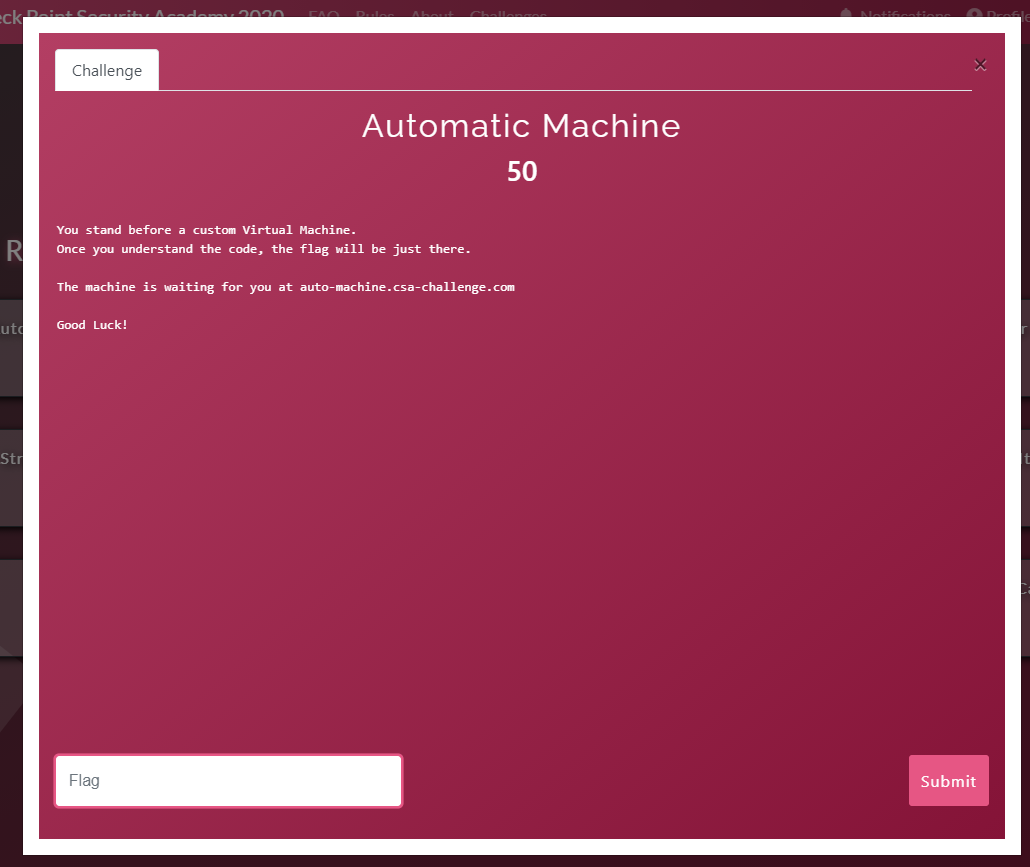 Point Security Academy 2020 FAQ Rules About Challenges Notifications
Challenge
×
Automatic Machine
50
You stand before a custom Virtual Machine.
Once you understand the code, the flag will be just there.
The machine is waiting for you at auto-machine.csa-challenge.com
Good Luck!
Flag
Submit